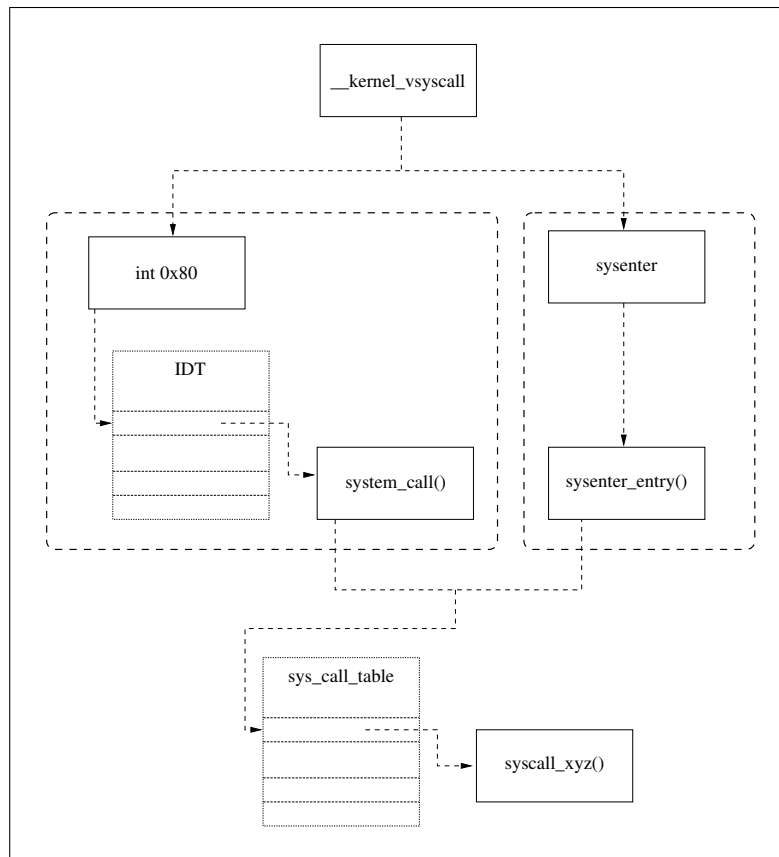 __kernel_vsyscall
int 0x80
sysenter
IDT
system_call()
sysenter_entry()
sys_call_table
syscall_xyz()